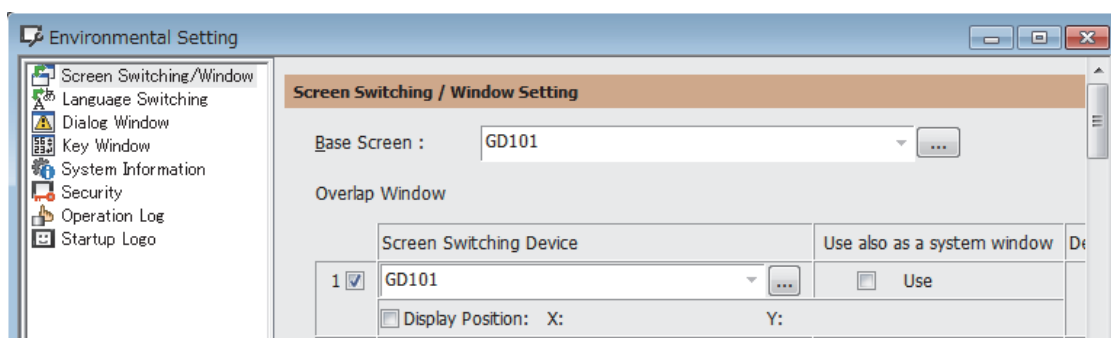 Environmental Setting
Screen Switching/Window
Language Switching
Dialog Window
Key Window
System Information
Security
Operation Log
Startup Logo
Screen Switching / Window Setting
Base Screen : GD101 ...
Overlap Window
Screen Switching Device Use also as a system window De
1 GD101 ... Use
Display Position: X: Y: